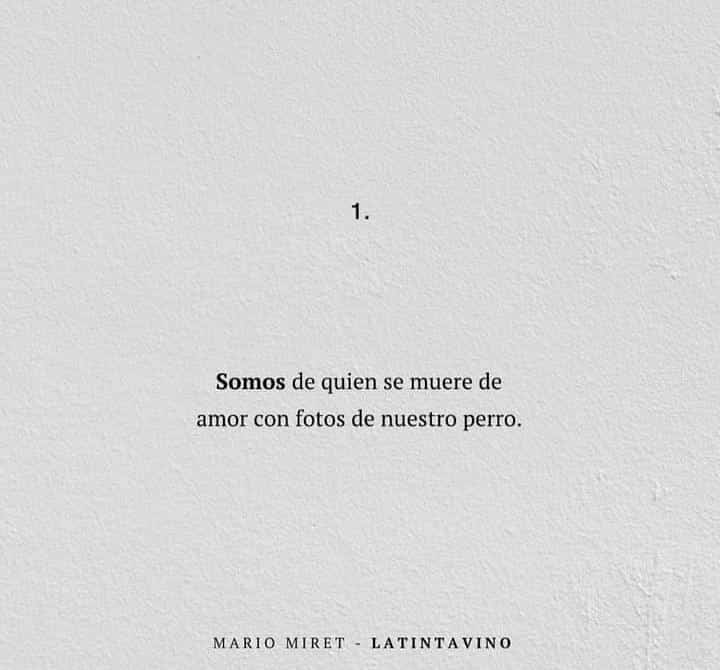 1.
Somos de quien se muere de
amor con fotos de nuestro perro.
MARIO MIRET - LATINTAVINO